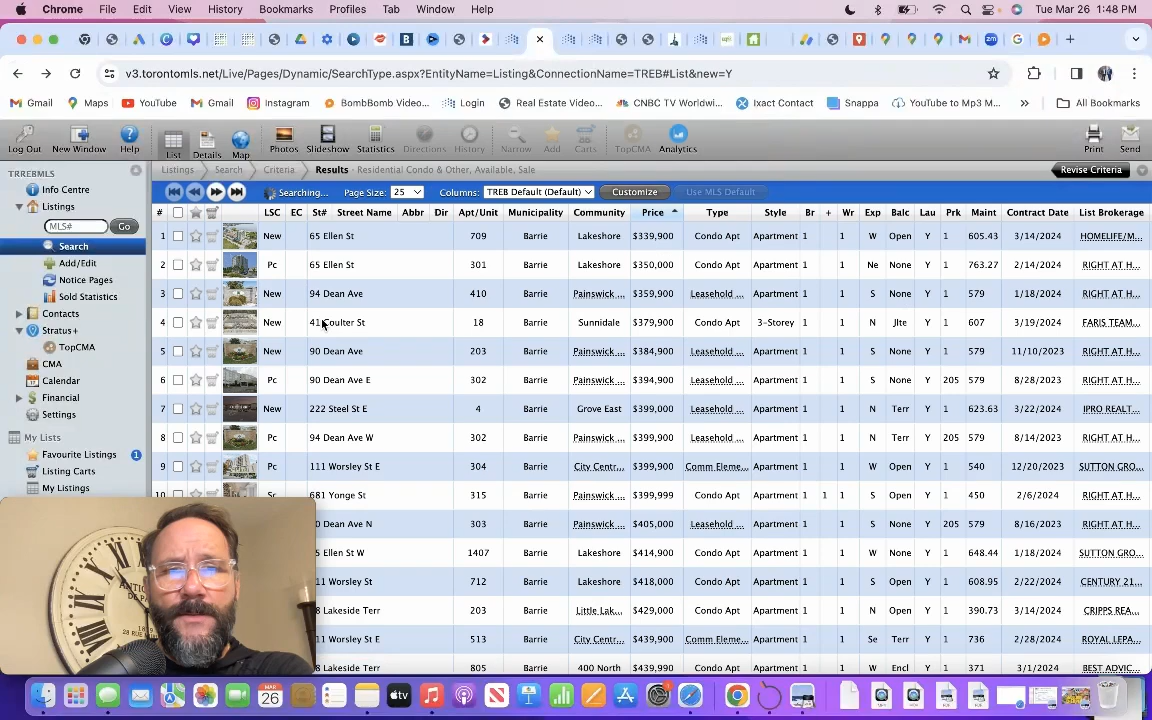 Chrome File Edit View History Bookmarks Profiles Tab Window Help Tue Mar 26 1:48 PM
v3.torontomls.net/Live/Pages/Dynamic/SearchType.aspx?EntityName=Listing&ConnectionName=TREB#List&new=Y
Gmail Maps YouTube Gmail Instagram BombBomb Video... Login Real Estate Video... CNBC TV Worldwi... Ixact Contact Snappa YouTube to Mp3 M... » All Bookmarks
Log Out New Window Help List Details Map Photos Slideshow Statistics Directions History Narrow Add Carts TopCMA Analytics Print Send
TRREBMLS Listings Search Criteria Results - Residential Condo & Other, Available, Sale Revise Criteria
Info Centre
Listings
MLS# Go
Search
Add/Edit
Notice Pages
Sold Statistics
Contacts
Stratus+
TopCMA
CMA
Calendar
Financial
Settings
My Lists
Favourite Listings 1
Listing Carts
My Listings
Searching... Page Size: 25 Columns: TREB Default (Default) Customize Use MLS Default
# LSC EC St# Street Name Abbr Dir Apt/Unit Municipality Community Price Type Style Br + Wr Exp Balc Lau Prk Maint Contract Date List Brokerage
1 New 65 Ellen St 709 Barrie Lakeshore $339,900 Condo Apt Apartment 1 1 W Open Y 1 605.43 3/14/2024 HOMELIFE/M...
2 Pc 65 Ellen St 301 Barrie Lakeshore $350,000 Condo Apt Apartment 1 1 Ne None Y 1 763.27 2/14/2024 RIGHT AT H...
3 New 94 Dean Ave 410 Barrie Painswick ... $359,900 Leasehold ... Apartment 1 1 S None Y 1 579 1/18/2024 RIGHT AT H...
4 New 41 Coulter St 18 Barrie Sunnidale $379,900 Condo Apt 3-Storey 1 1 N Jlte Y 1 607 3/19/2024 FARIS TEAM...
5 New 90 Dean Ave 203 Barrie Painswick ... $384,900 Leasehold ... Apartment 1 1 S None Y 1 579 11/10/2023 RIGHT AT H...
6 Pc 90 Dean Ave E 302 Barrie Painswick ... $394,900 Leasehold ... Apartment 1 1 S None Y 205 579 8/28/2023 RIGHT AT H...
7 New 222 Steel St E 4 Barrie Grove East $399,000 Leasehold ... Apartment 1 1 N Terr Y 1 623.63 3/22/2024 IPRO REALT...
8 Pc 94 Dean Ave W 302 Barrie Painswick ... $399,900 Leasehold ... Apartment 1 1 N Terr Y 205 579 8/14/2023 RIGHT AT H...
9 Pc 111 Worsley St E 304 Barrie City Centr... $399,900 Comm Eleme... Apartment 1 1 W Open Y 1 540 12/20/2023 SUTTON GRO...
10 Sc 681 Yonge St 315 Barrie Painswick ... $399,999 Condo Apt Apartment 1 1 1 S Open Y 1 450 2/6/2024 RIGHT AT H...
0 Dean Ave N 303 Barrie Painswick ... $405,000 Leasehold ... Apartment 1 1 S None Y 205 579 8/16/2023 RIGHT AT H...
5 Ellen St W 1407 Barrie Lakeshore $414,900 Condo Apt Apartment 1 1 W None Y 1 648.44 1/18/2024 SUTTON GRO...
11 Worsley St 712 Barrie Lakeshore $418,000 Condo Apt Apartment 1 1 S Open Y 1 608.95 2/22/2024 CENTURY 21...
8 Lakeside Terr 203 Barrie Little Lak... $429,000 Condo Apt Apartment 1 1 N Open Y 1 390.73 3/14/2024 CRIPPS REA...
11 Worsley St E 513 Barrie City Centr... $439,900 Comm Eleme... Apartment 1 1 Se Terr Y 1 736 2/28/2024 ROYAL LEPA...
8 Lakeside Terr 805 Barrie 400 North $439,990 Condo Apt Apartment 1 1 W Encl Y 1 371 3/1/2024 BEST ADVIC...